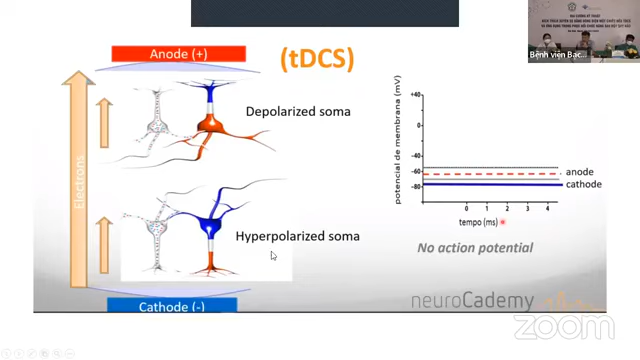 Anode (+)
(tDCS)
Depolarized soma
Electrons
Hyperpolarized soma
Cathode (-)
potencial de membrana (mV)
+40
0
-40
-60
-80
0 1 2 3 4
tempo (ms)
anode
cathode
No action potential
neuroCademy
zoom
Bệnh viện Bạc...